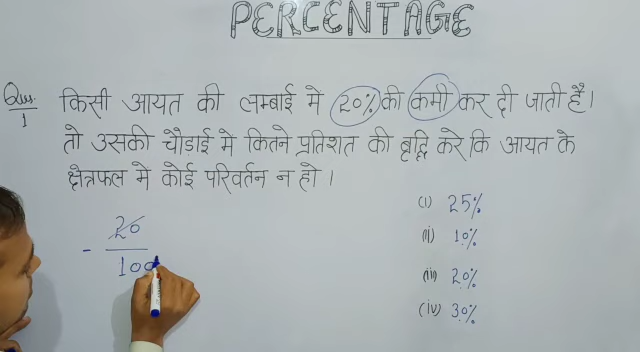 PERCENTAGE
Ques. 1 किसी आयत की लम्बाई मे 20% की कमी कर दी जाती है।
तो उसकी चौड़ाई मे कितने प्रतिशत की बृद्धि करे कि आयत के
क्षेत्रफल मे कोई परिवर्तन न हो।
(i) 25%
(ii) 10%
(iii) 20%
(iv) 30%
- 20
100